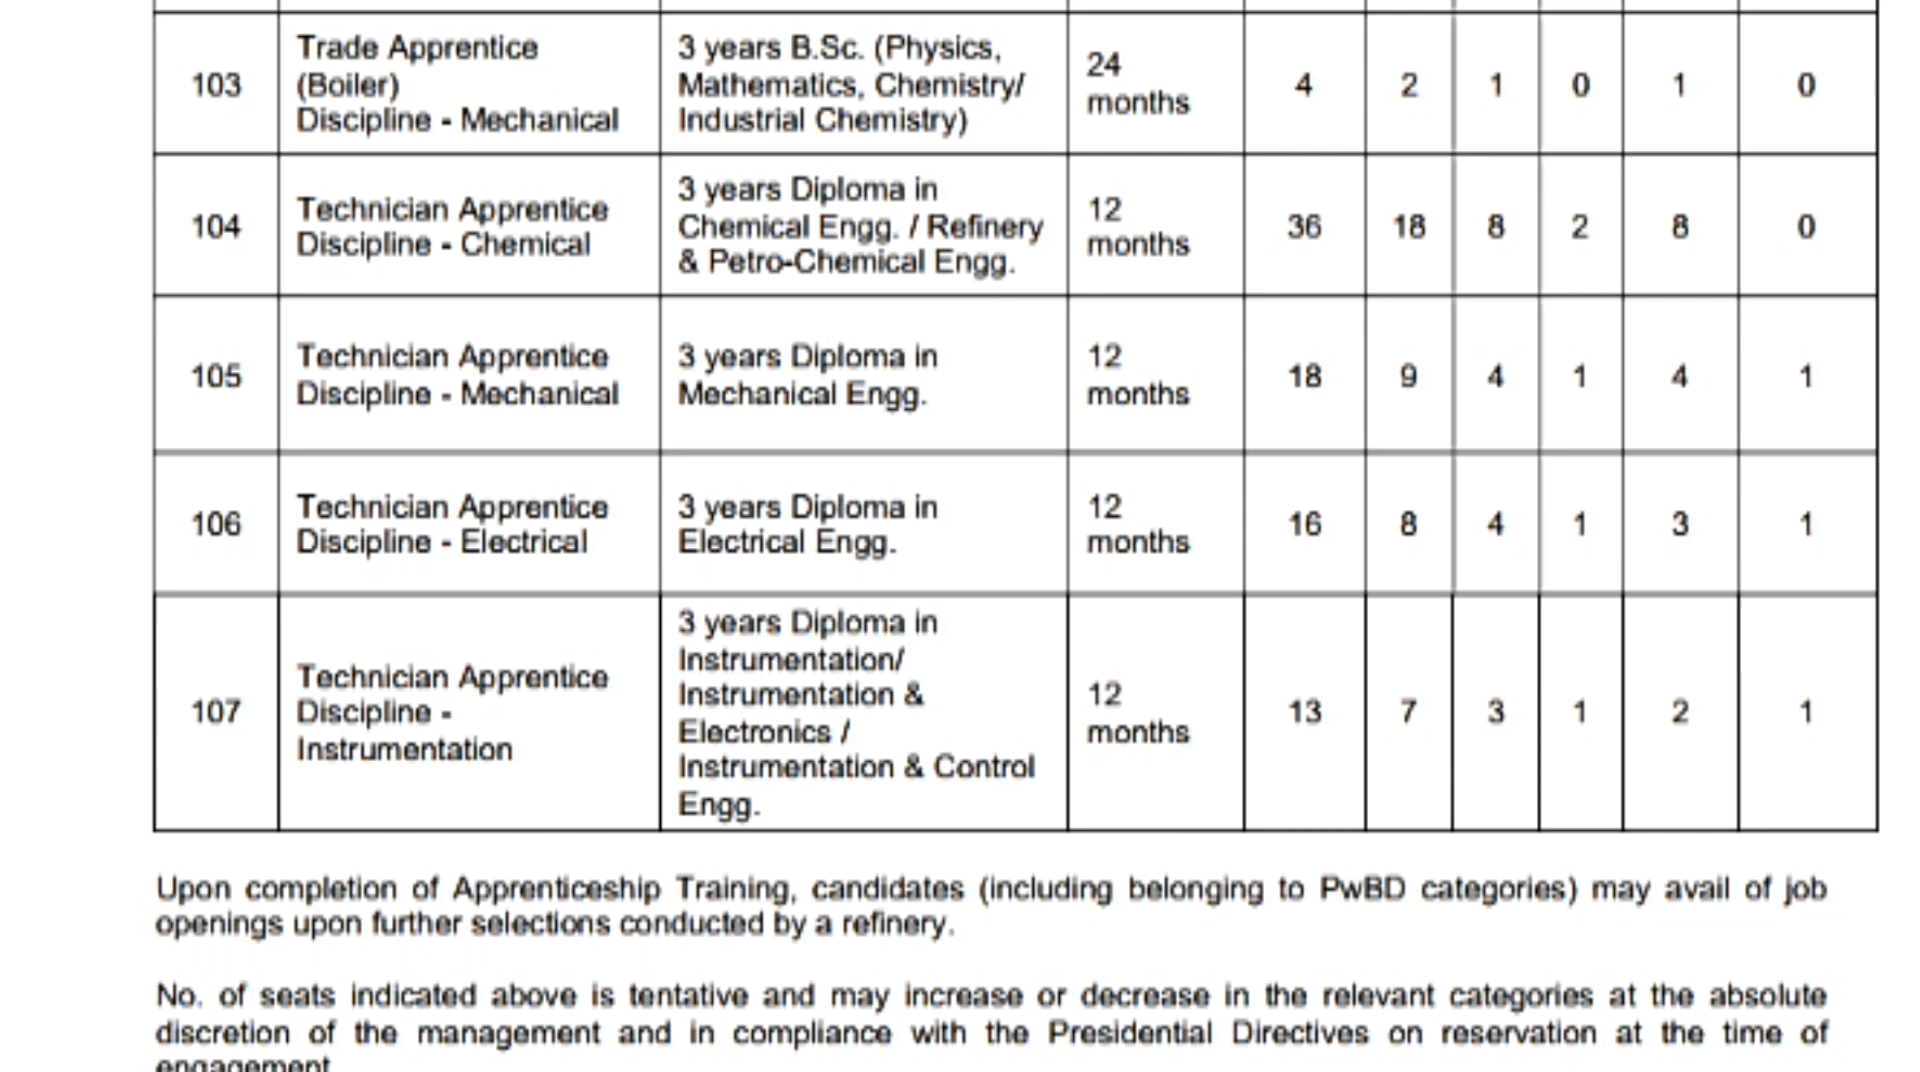 103
Trade Apprentice
(Boiler)
Discipline - Mechanical
3 years B.Sc. (Physics,
Mathematics, Chemistry/
Industrial Chemistry)
24
months
4 2 1 0 1 0
104
Technician Apprentice
Discipline - Chemical
3 years Diploma in
Chemical Engg. / Refinery
& Petro-Chemical Engg.
12
months
36 18 8 2 8 0
105
Technician Apprentice
Discipline - Mechanical
3 years Diploma in
Mechanical Engg.
12
months
18 9 4 1 4 1
106
Technician Apprentice
Discipline - Electrical
3 years Diploma in
Electrical Engg.
12
months
16 8 4 1 3 1
107
Technician Apprentice
Discipline -
Instrumentation
3 years Diploma in
Instrumentation/
Instrumentation &
Electronics /
Instrumentation & Control
Engg.
12
months
13 7 3 1 2 1
Upon completion of Apprenticeship Training, candidates (including belonging to PwBD categories) may avail of job
openings upon further selections conducted by a refinery.
No. of seats indicated above is tentative and may increase or decrease in the relevant categories at the absolute
discretion of the management and in compliance with the Presidential Directives on reservation at the time of
engagement.